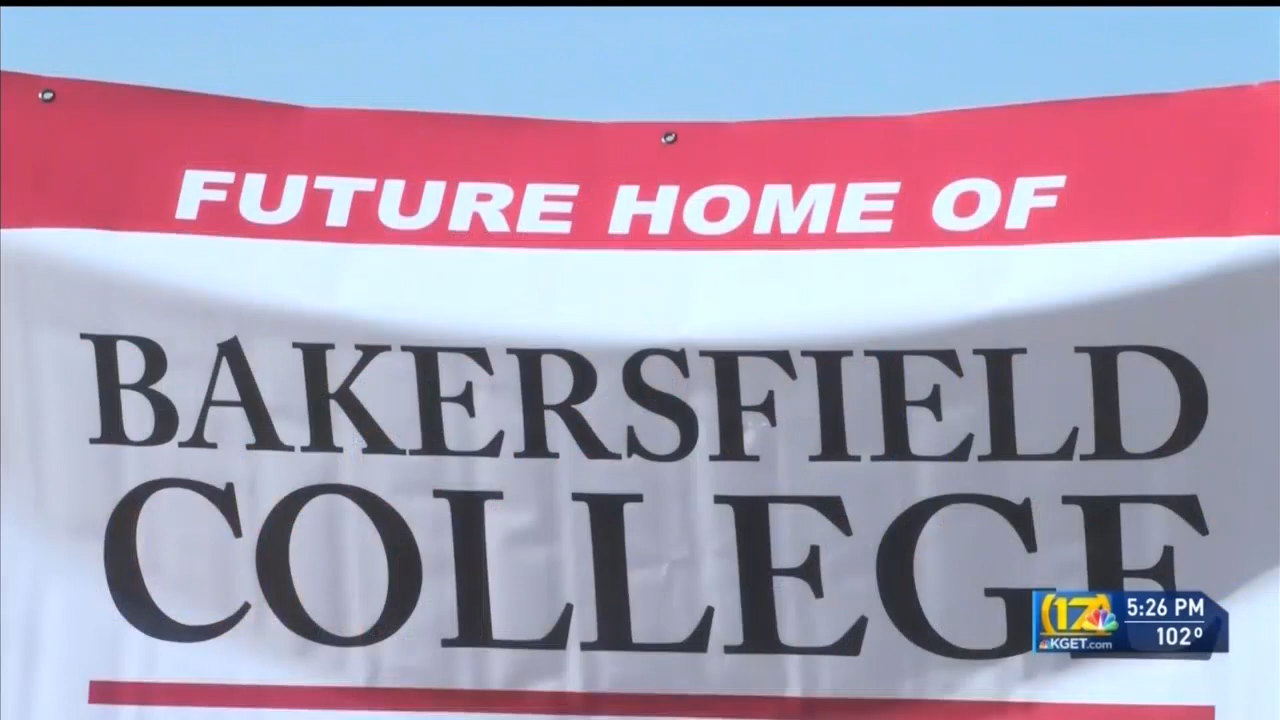 FUTURE HOME OF
BAKERSFIELD
COLLEGE
17
5:26 PM
KGET.com
102°